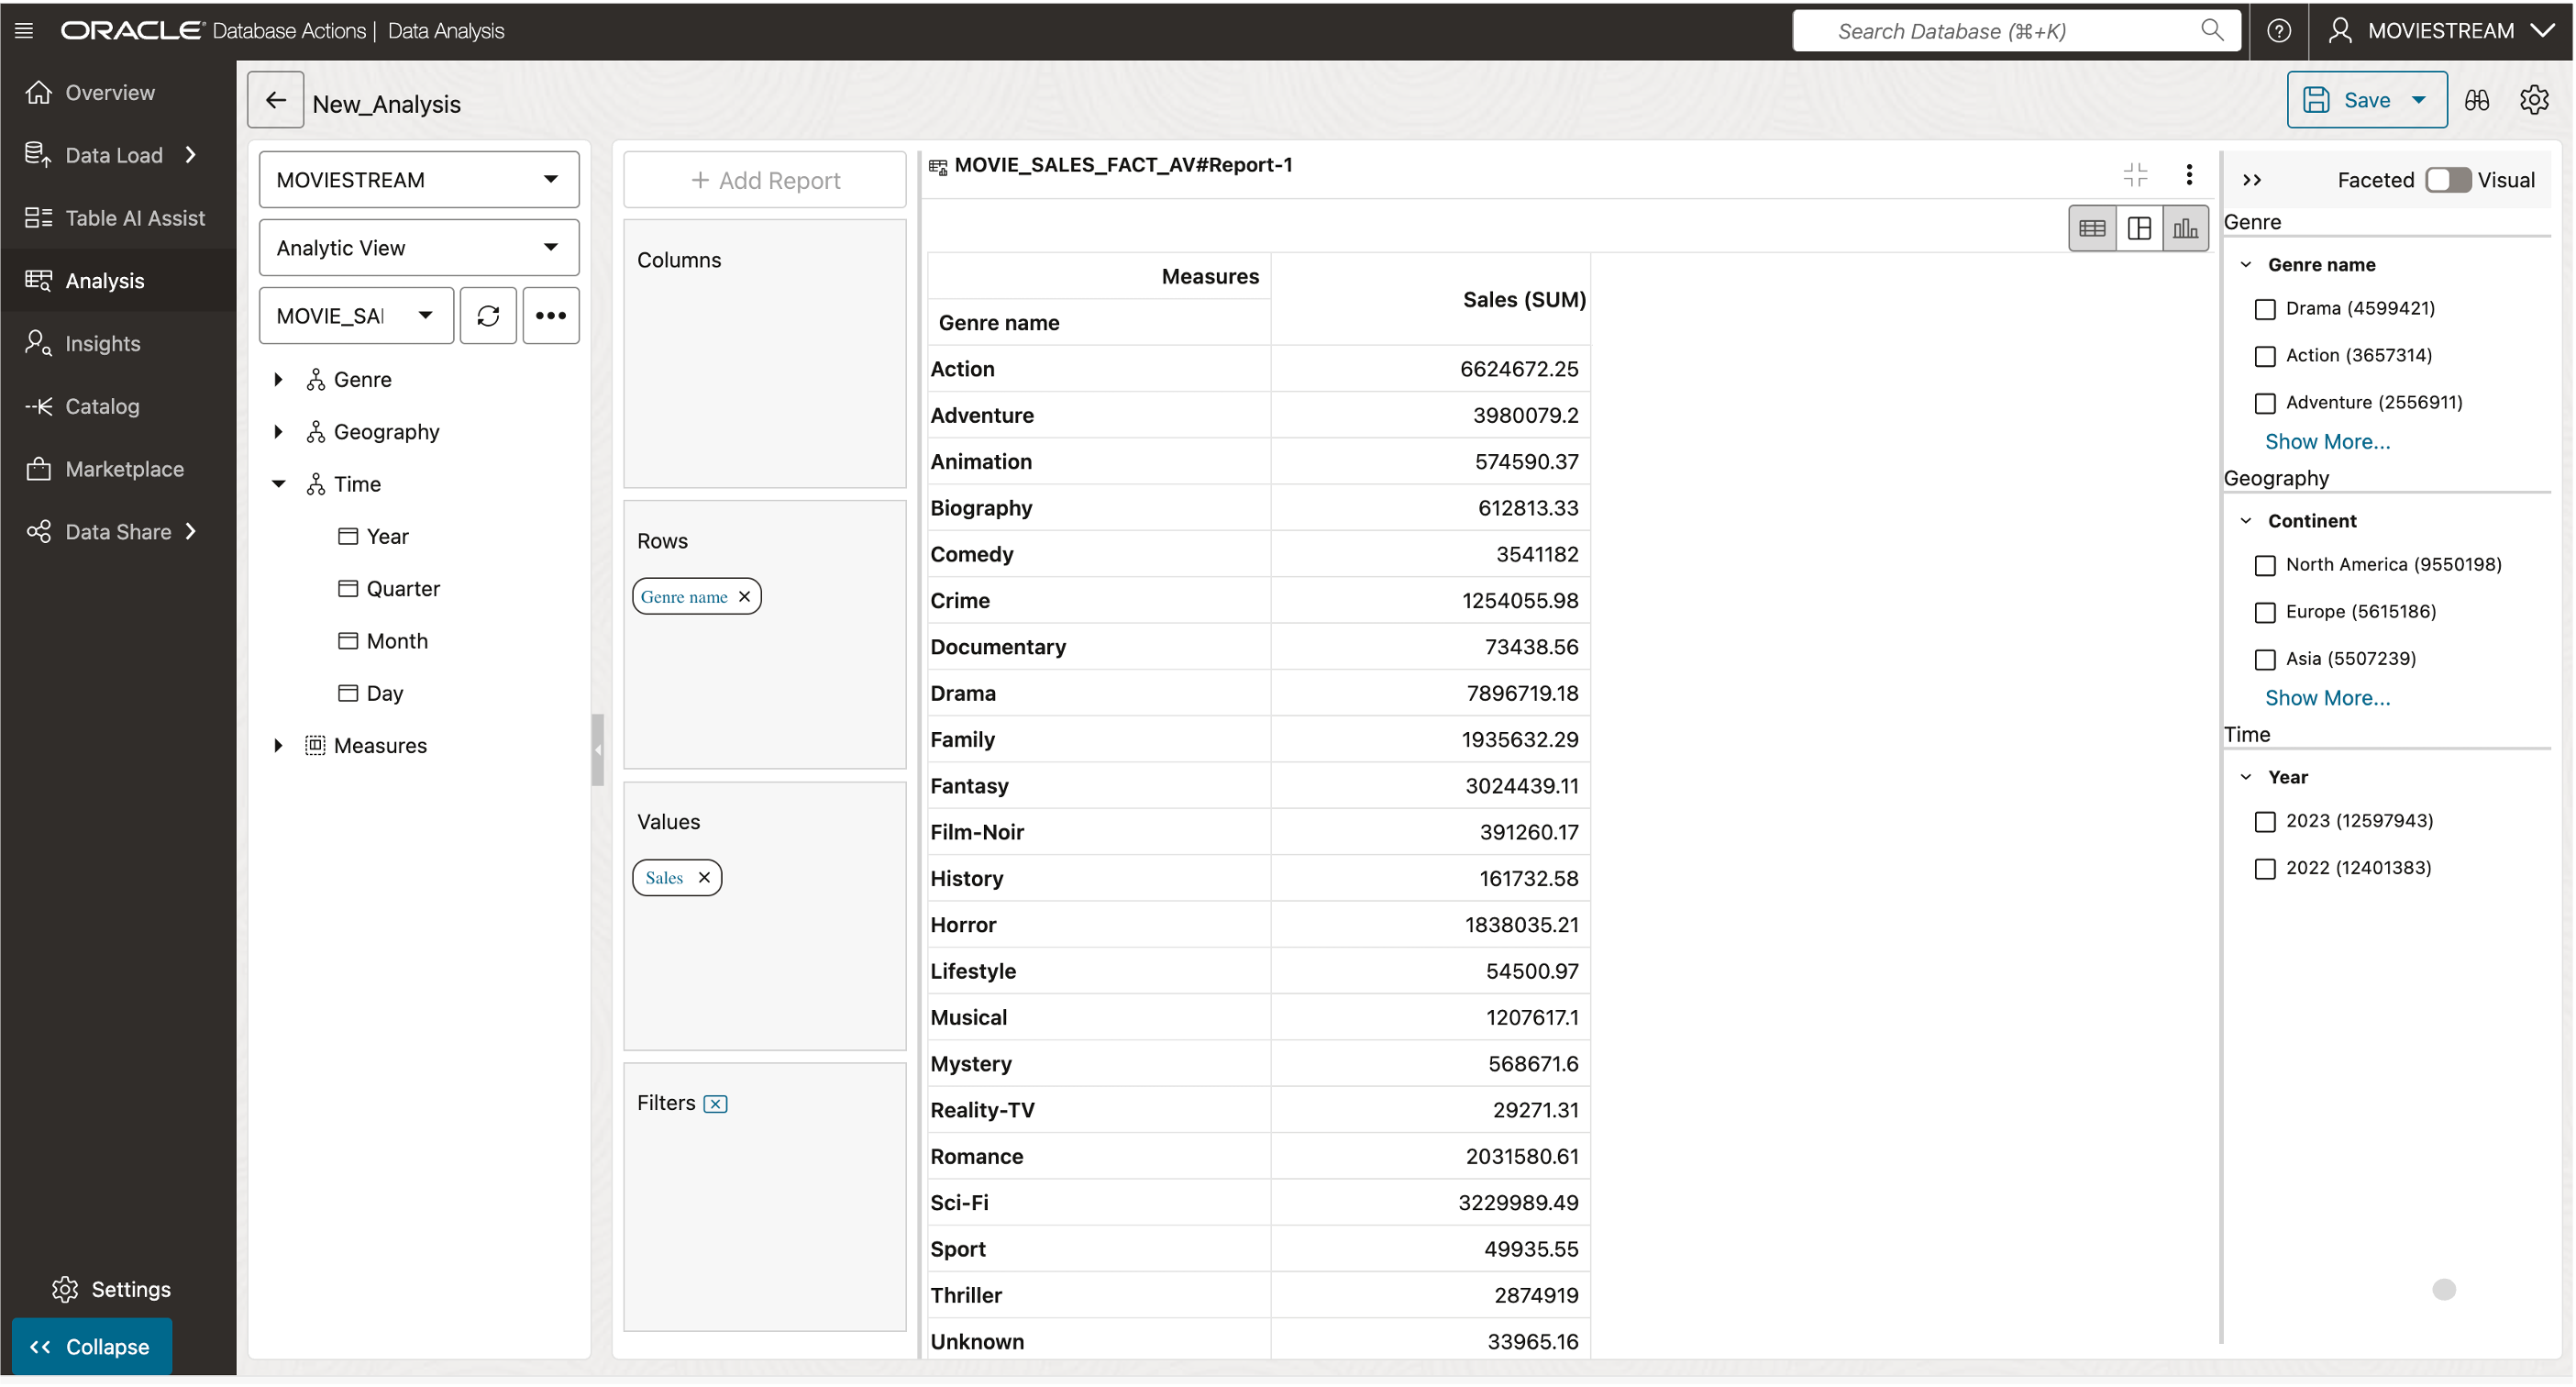 ORACLE Database Actions | Data Analysis
Search Database (⌘+K)
MOVIESTREAM
Overview
Data Load
Table AI Assist
Analysis
Insights
Catalog
Marketplace
Data Share
Settings
Collapse
New_Analysis
Save
MOVIESTREAM
Analytic View
MOVIE_SAI
Genre
Geography
Time
Year
Quarter
Month
Day
Measures
+ Add Report
Columns
Rows
Genre name
Values
Sales
Filters
MOVIE_SALES_FACT_AV#Report-1
Measures
Sales (SUM)
Genre name
Action 6624672.25
Adventure 3980079.2
Animation 574590.37
Biography 612813.33
Comedy 3541182
Crime 1254055.98
Documentary 73438.56
Drama 7896719.18
Family 1935632.29
Fantasy 3024439.11
Film-Noir 391260.17
History 161732.58
Horror 1838035.21
Lifestyle 54500.97
Musical 1207617.1
Mystery 568671.6
Reality-TV 29271.31
Romance 2031580.61
Sci-Fi 3229989.49
Sport 49935.55
Thriller 2874919
Unknown 33965.16
Faceted Visual
Genre
Genre name
Drama (4599421)
Action (3657314)
Adventure (2556911)
Show More...
Geography
Continent
North America (9550198)
Europe (5615186)
Asia (5507239)
Show More...
Time
Year
2023 (12597943)
2022 (12401383)